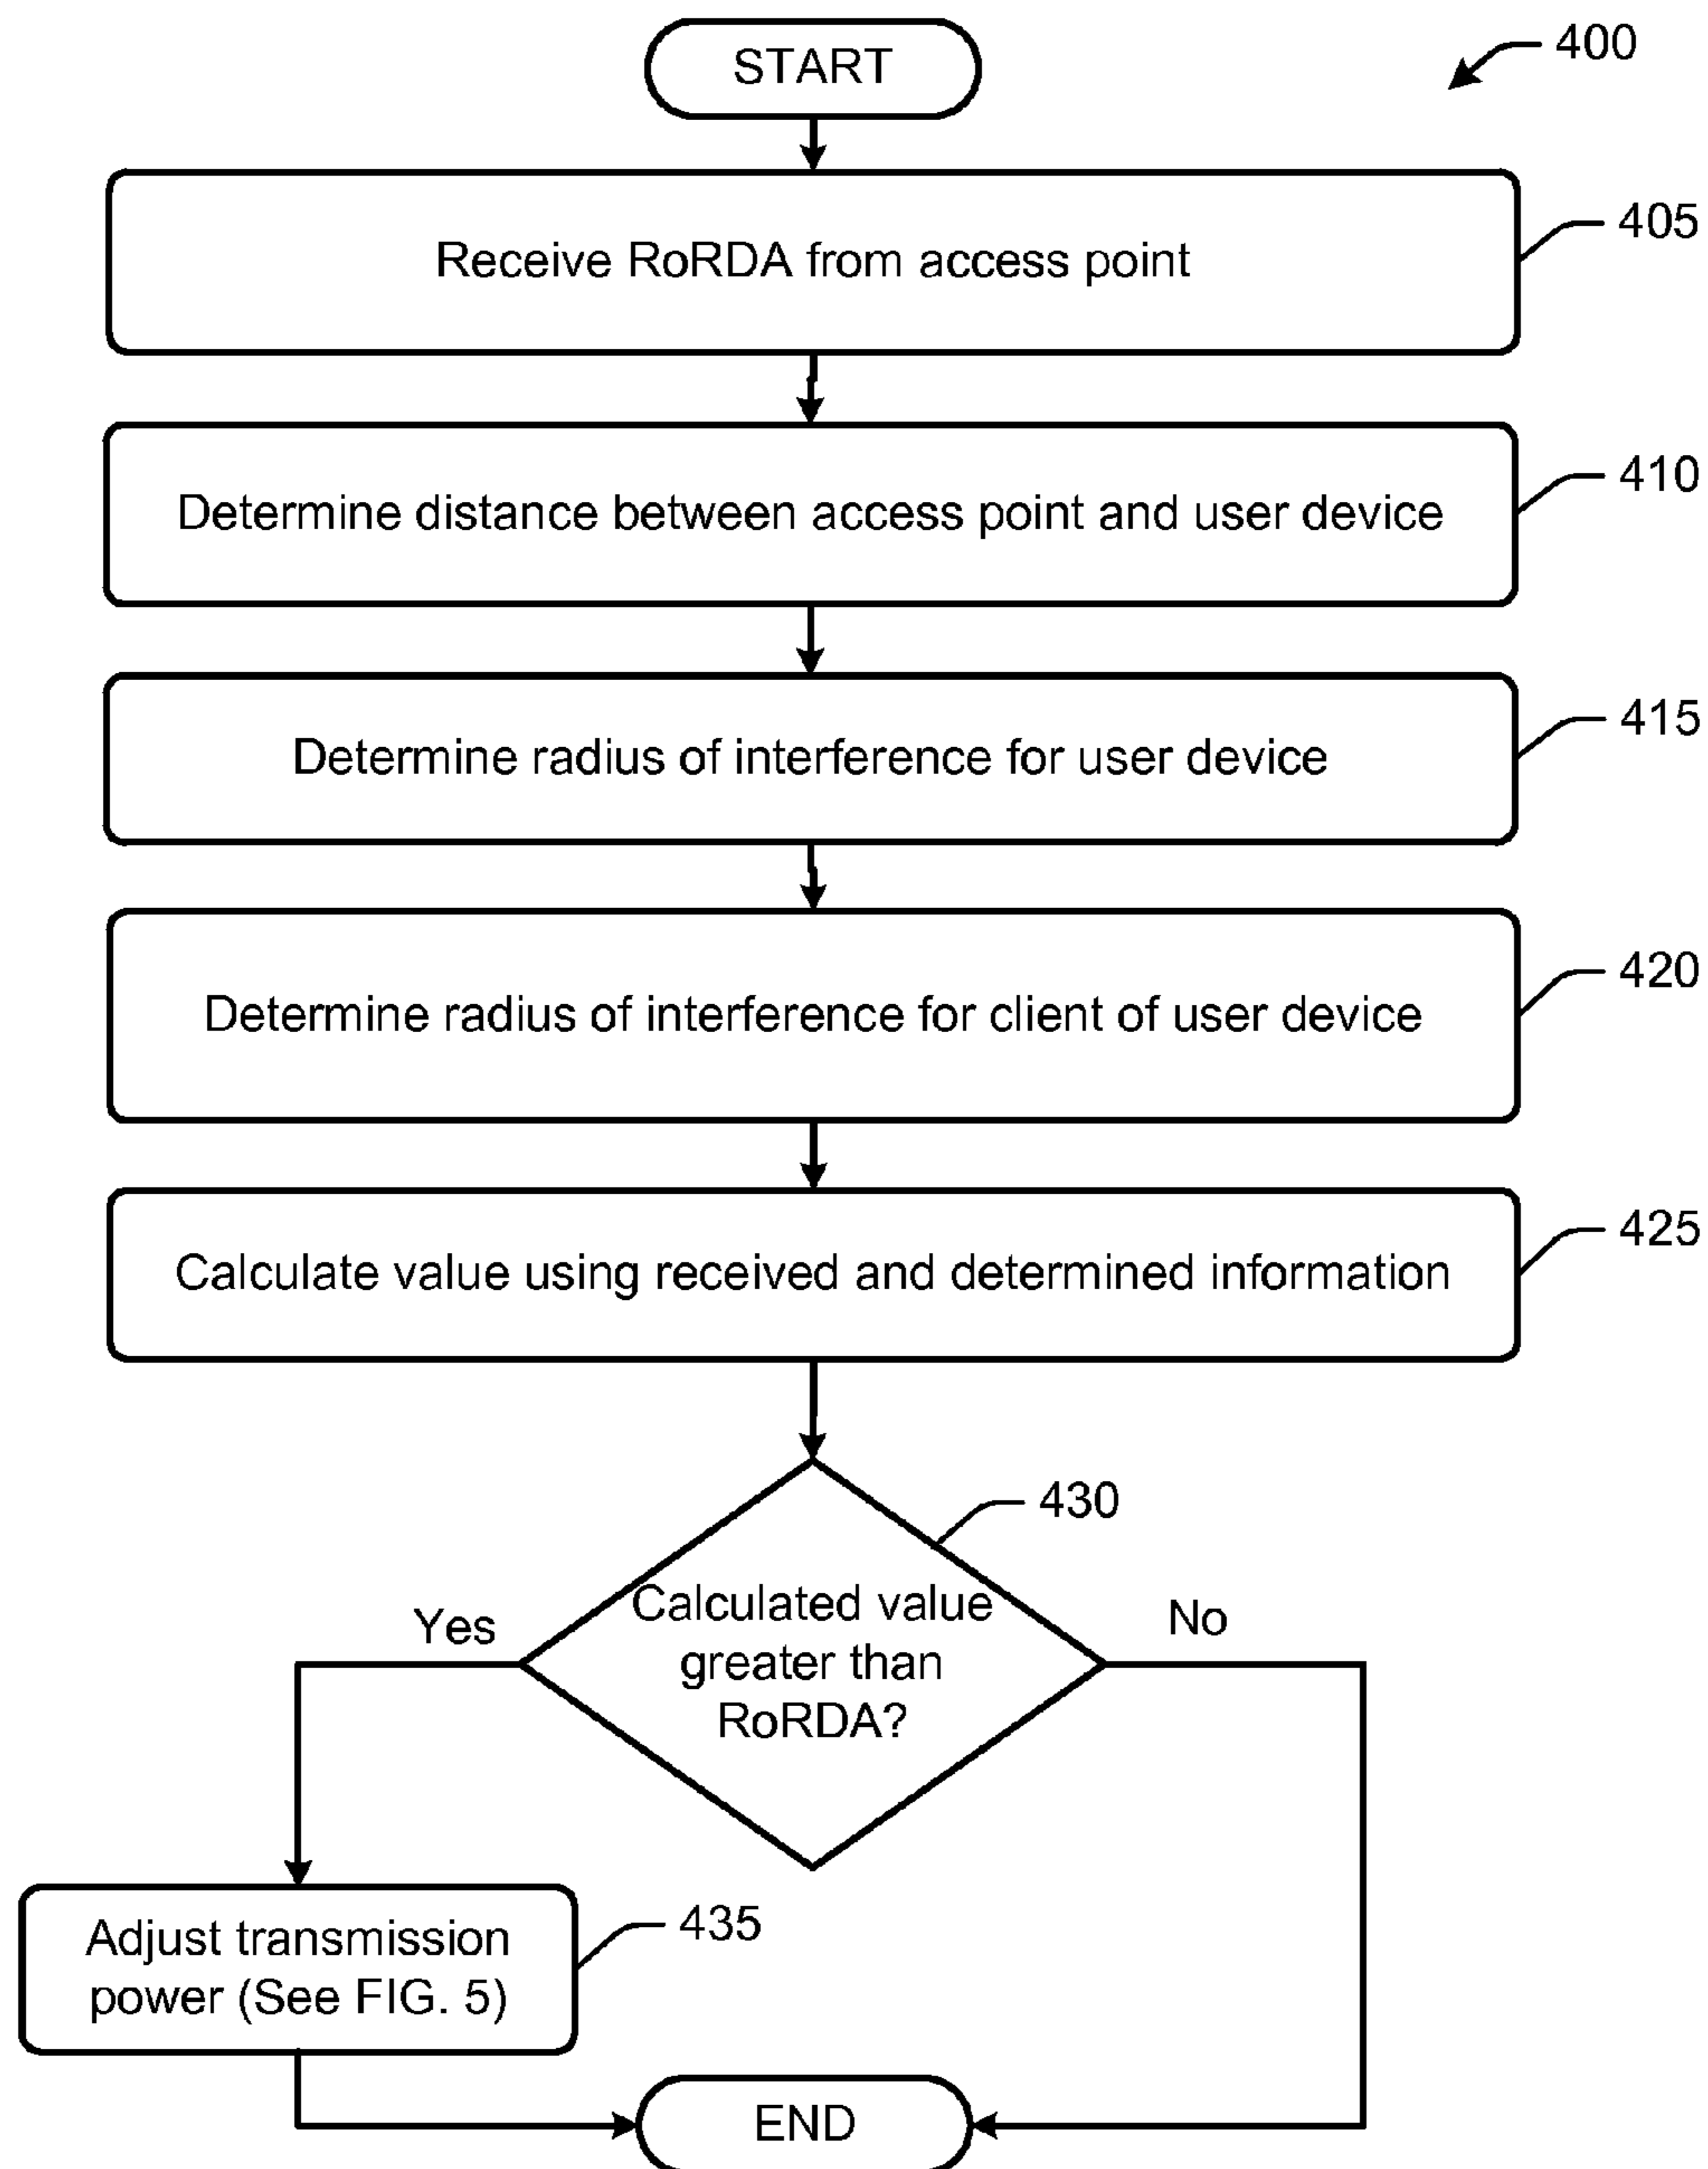 START
400
Receive RoRDA from access point
405
Determine distance between access point and user device
410
Determine radius of interference for user device
415
Determine radius of interference for client of user device
420
Calculate value using received and determined information
425
430
Calculated value
greater than
RoRDA?
Yes
No
Adjust transmission
power (See FIG. 5)
435
END